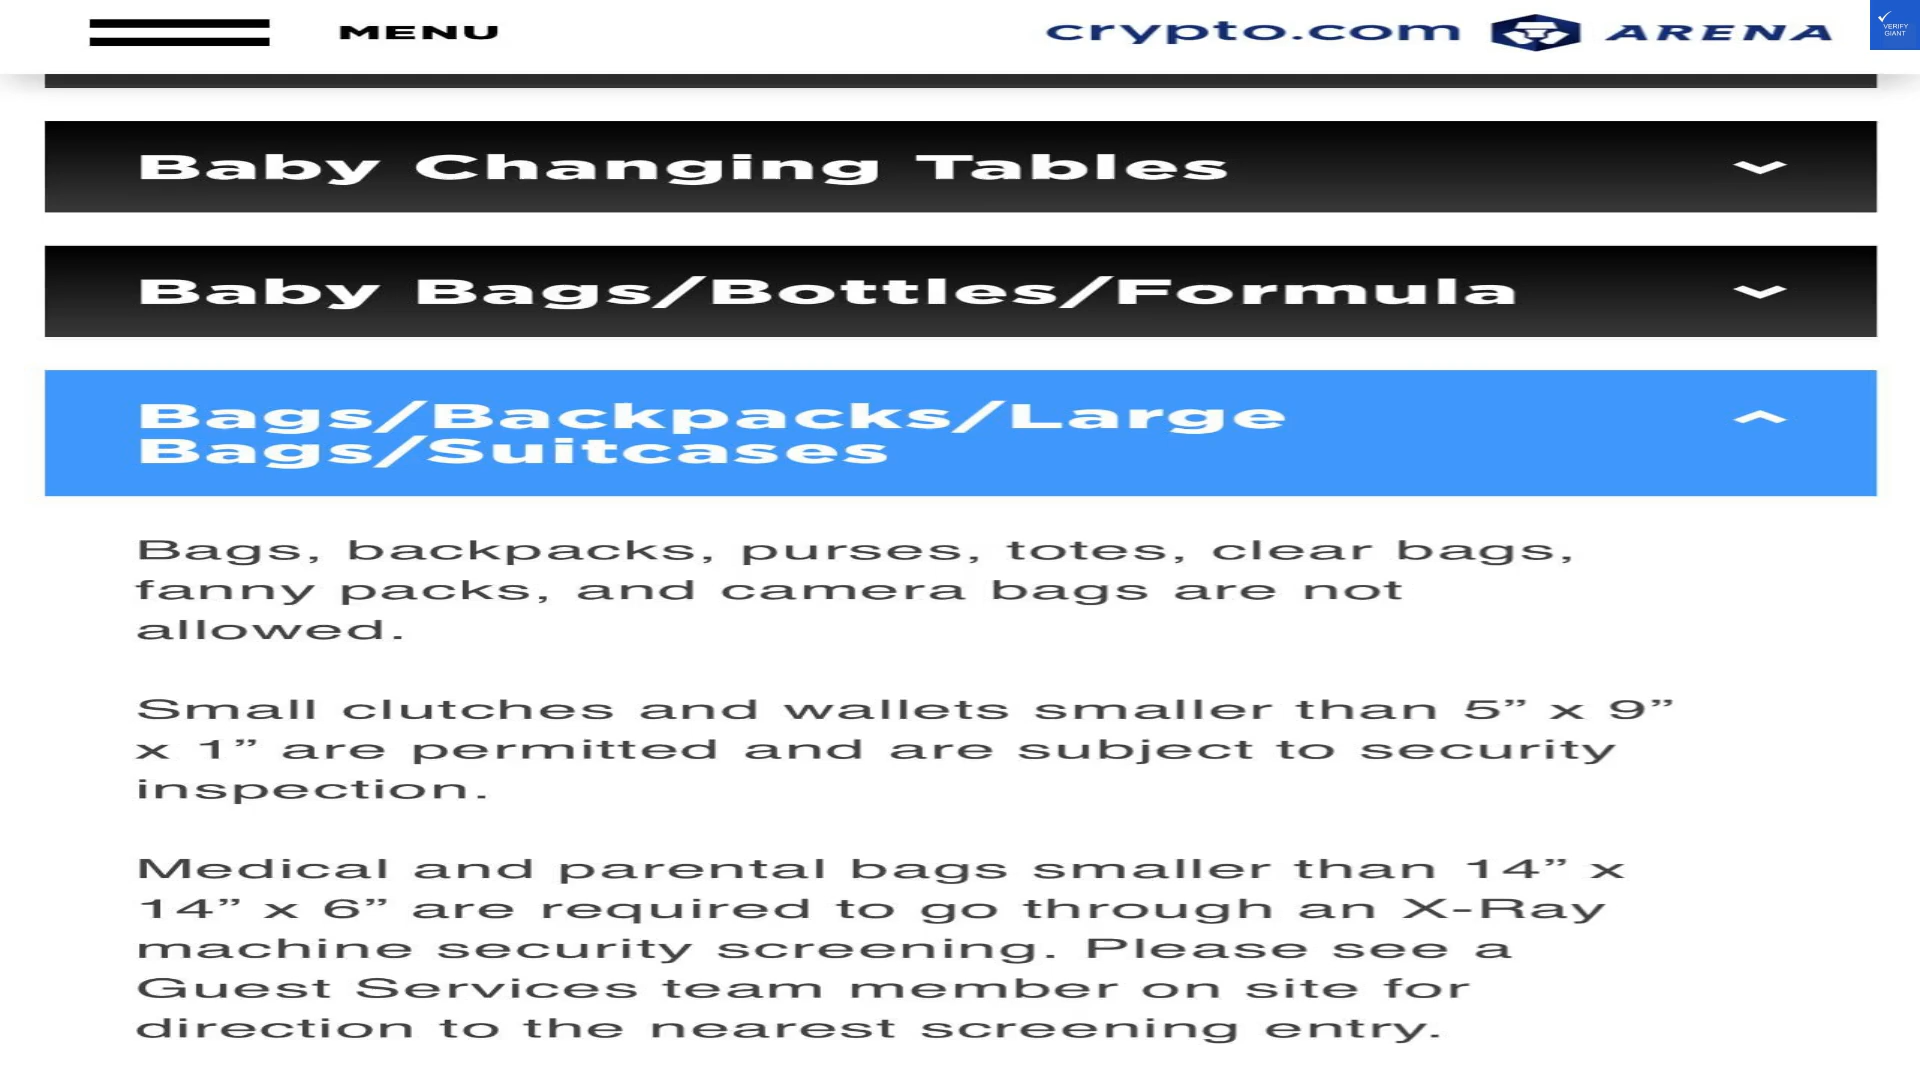 MENU
crypto.com ARENA
VERIFY
GIANT
Baby Changing Tables
Baby Bags/Bottles/Formula
Bags/Backpacks/Large
Bags/Suitcases
Bags, backpacks, purses, totes, clear bags,
fanny packs, and camera bags are not
allowed.
Small clutches and wallets smaller than 5” x 9”
x 1” are permitted and are subject to security
inspection.
Medical and parental bags smaller than 14” x
14” x 6” are required to go through an X-Ray
machine security screening. Please see a
Guest Services team member on site for
direction to the nearest screening entry.